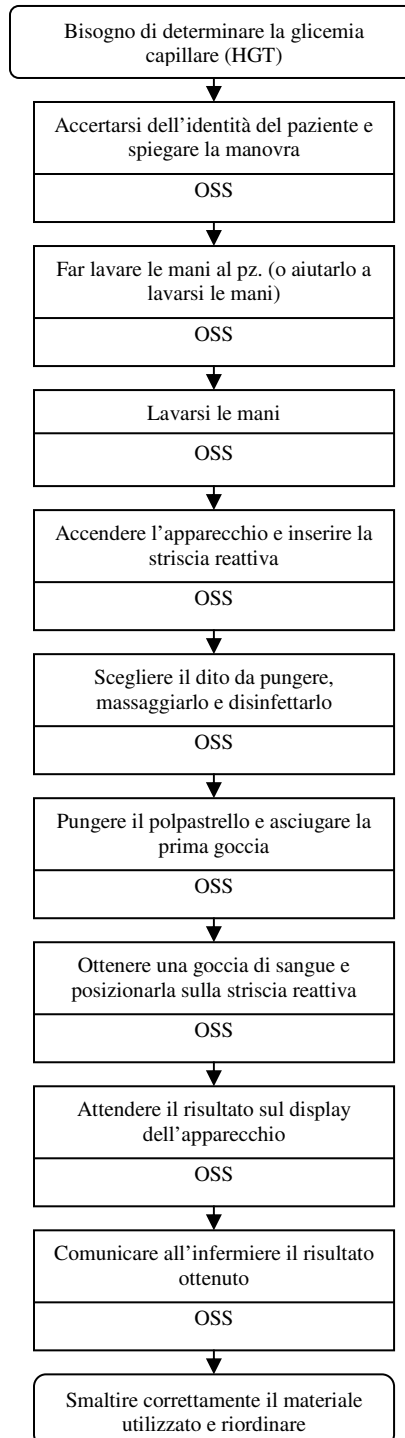 Bisogno di determinare la glicemia
capillare (HGT)
Accertarsi dell'identità del paziente e
spiegare la manovra
OSS
Far lavare le mani al pz. (o aiutarlo a
lavarsi le mani)
OSS
Lavarsi le mani
OSS
Accendere l'apparecchio e inserire la
striscia reattiva
OSS
Scegliere il dito da pungere,
massaggiarlo e disinfettarlo
OSS
Pungere il polpastrello e asciugare la
prima goccia
OSS
Ottenere una goccia di sangue e
posizionarla sulla striscia reattiva
OSS
Attendere il risultato sul display
dell'apparecchio
OSS
Comunicare all'infermiere il risultato
ottenuto
OSS
Smaltire correttamente il materiale
utilizzato e riordinare